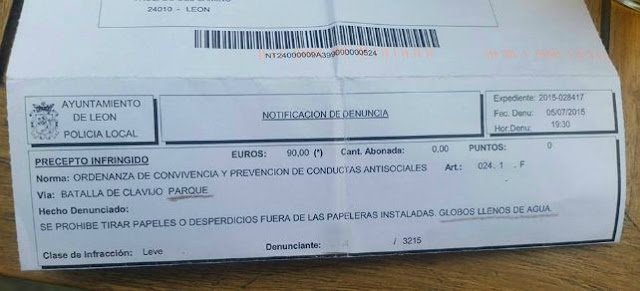 24010 - LEON
NT24000009A399000000524
AYUNTAMIENTO
DE LEON
POLICIA LOCAL
NOTIFICACION DE DENUNCIA
Expediente: 2015-028417
Fec. Denu: 05/07/2015
Hor.Denu: 19:30
PRECEPTO INFRINGIDO EUROS: 90,00 (*) Cant. Abonada: 0,00 PUNTOS: 0
Norma: ORDENANZA DE CONVIVENCIA Y PREVENCION DE CONDUCTAS ANTISOCIALES Art.: 024. 1 . F
Via: BATALLA DE CLAVIJO PARQUE
Hecho Denunciado:
SE PROHIBE TIRAR PAPELES O DESPERDICIOS FUERA DE LAS PAPELERAS INSTALADAS. GLOBOS LLENOS DE AGUA.
Clase de Infracción: Leve Denunciante: / 3215